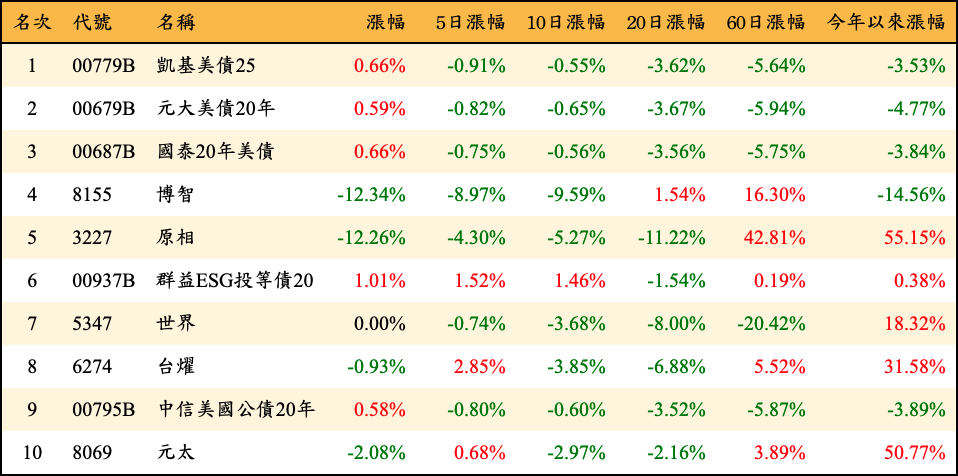 名次 代號 名稱 漲幅 5日漲幅 10日漲幅 20日漲幅 60日漲幅 今年以來漲幅
1 00779B 凱基美債25 0.66% -0.91% -0.55% -3.62% -5.64% -3.53%
2 00679B 元大美債20年 0.59% -0.82% -0.65% -3.67% -5.94% -4.77%
3 00687B 國泰20年美債 0.66% -0.75% -0.56% -3.56% -5.75% -3.84%
4 8155 博智 -12.34% -8.97% -9.59% 1.54% 16.30% -14.56%
5 3227 原相 -12.26% -4.30% -5.27% -11.22% 42.81% 55.15%
6 00937B 群益ESG投等債20 1.01% 1.52% 1.46% -1.54% 0.19% 0.38%
7 5347 世界 0.00% -0.74% -3.68% -8.00% -20.42% 18.32%
8 6274 台燿 -0.93% 2.85% -3.85% -6.88% 5.52% 31.58%
9 00795B 中信美國公債20年 0.58% -0.80% -0.60% -3.52% -5.87% -3.89%
10 8069 元太 -2.08% 0.68% -2.97% -2.16% 3.89% 50.77%